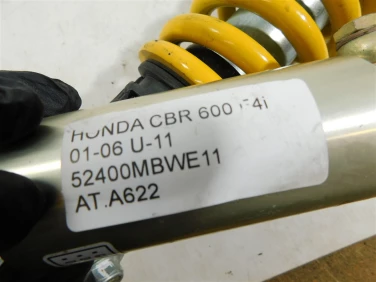 HONDA CBR 600 F4i
01-06 U-11
52400MBWE11
AT.A622